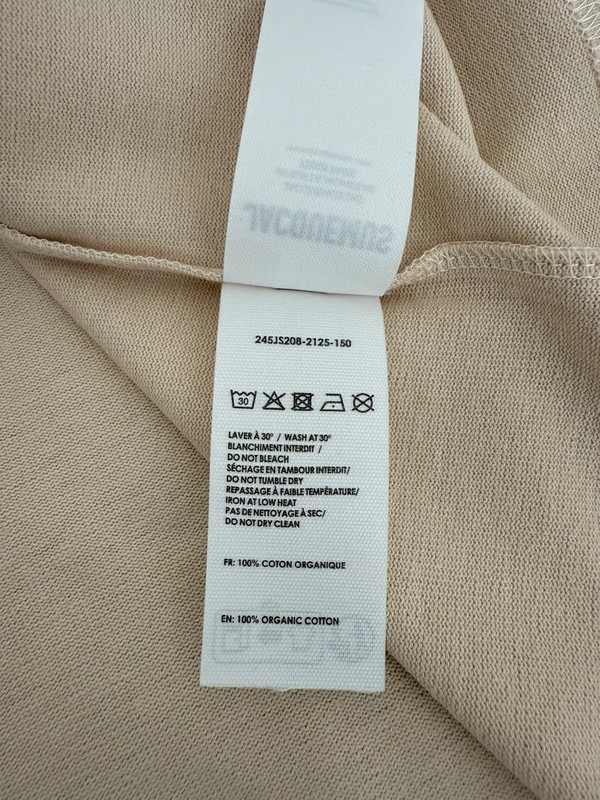 JACQUEMUS
245JS208-2125-150
30
LAVER À 30° / WASH AT 30°
BLANCHIMENT INTERDIT /
DO NOT BLEACH
SÉCHAGE EN TAMBOUR INTERDIT/
DO NOT TUMBLE DRY
REPASSAGE À FAIBLE TEMPÉRATURE/
IRON AT LOW HEAT
PAS DE NETTOYAGE À SEC/
DO NOT DRY CLEAN
FR: 100% COTON ORGANIQUE
EN: 100% ORGANIC COTTON